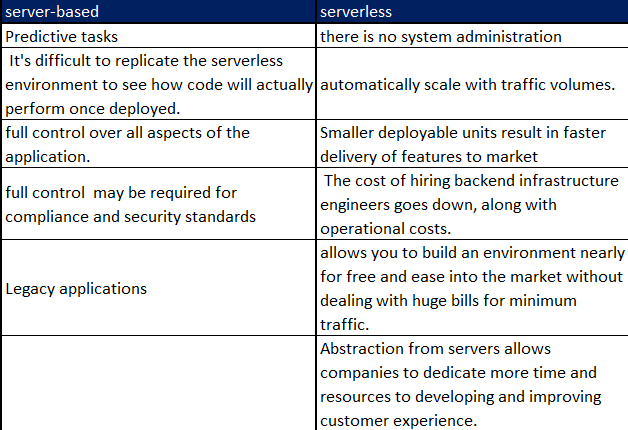 server-based
serverless
Predictive tasks
there is no system administration
It's difficult to replicate the serverless
environment to see how code will actually
perform once deployed.
automatically scale with traffic volumes.
full control over all aspects of the
application.
Smaller deployable units result in faster
delivery of features to market
full control  may be required for
compliance and security standards
The cost of hiring backend infrastructure
engineers goes down, along with
operational costs.
Legacy applications
allows you to build an environment nearly
for free and ease into the market without
dealing with huge bills for minimum
traffic.
Abstraction from servers allows
companies to dedicate more time and
resources to developing and improving
customer experience.